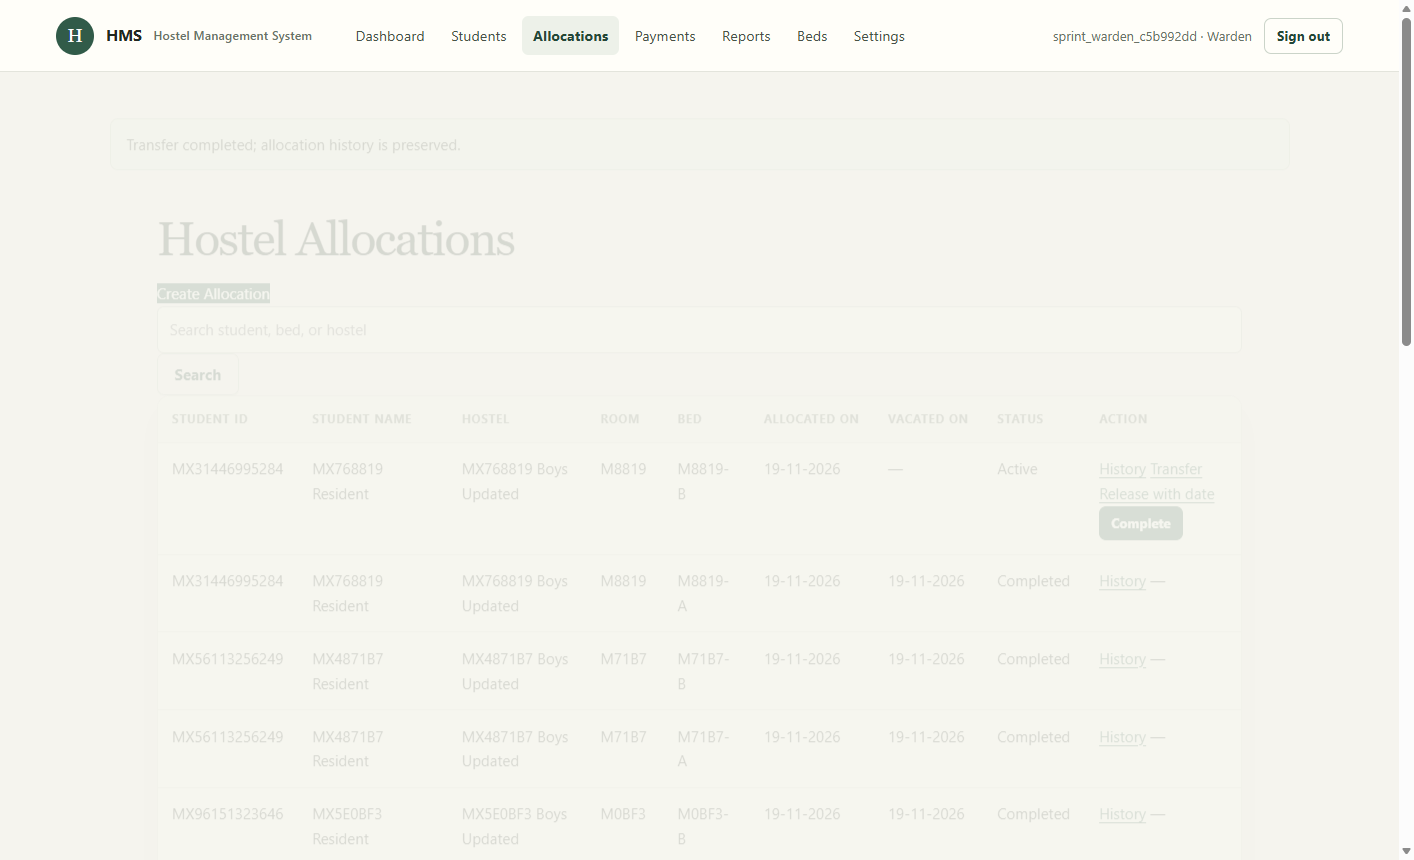 H HMS Hostel Management System Dashboard Students Allocations Payments Reports Beds Settings sprint_warden_c5b992dd · Warden Sign out
Transfer completed; allocation history is preserved.
Hostel Allocations
Create Allocation
Search student, bed, or hostel
Search
STUDENT ID STUDENT NAME HOSTEL ROOM BED ALLOCATED ON VACATED ON STATUS ACTION
MX31446995284 MX768819 MX768819 Boys M8819 M8819- 19-11-2026 — Active History Transfer
Resident Updated B Release with date
Complete
MX31446995284 MX768819 MX768819 Boys M8819 M8819- 19-11-2026 19-11-2026 Completed History —
Resident Updated A
MX56113256249 MX4871B7 MX4871B7 Boys M71B7 M71B7- 19-11-2026 19-11-2026 Completed History —
Resident Updated B
MX56113256249 MX4871B7 MX4871B7 Boys M71B7 M71B7- 19-11-2026 19-11-2026 Completed History —
Resident Updated A
MX96151323646 MX5E0BF3 MX5E0BF3 Boys M0BF3 M0BF3- 19-11-2026 19-11-2026 Completed History —
Resident Updated B